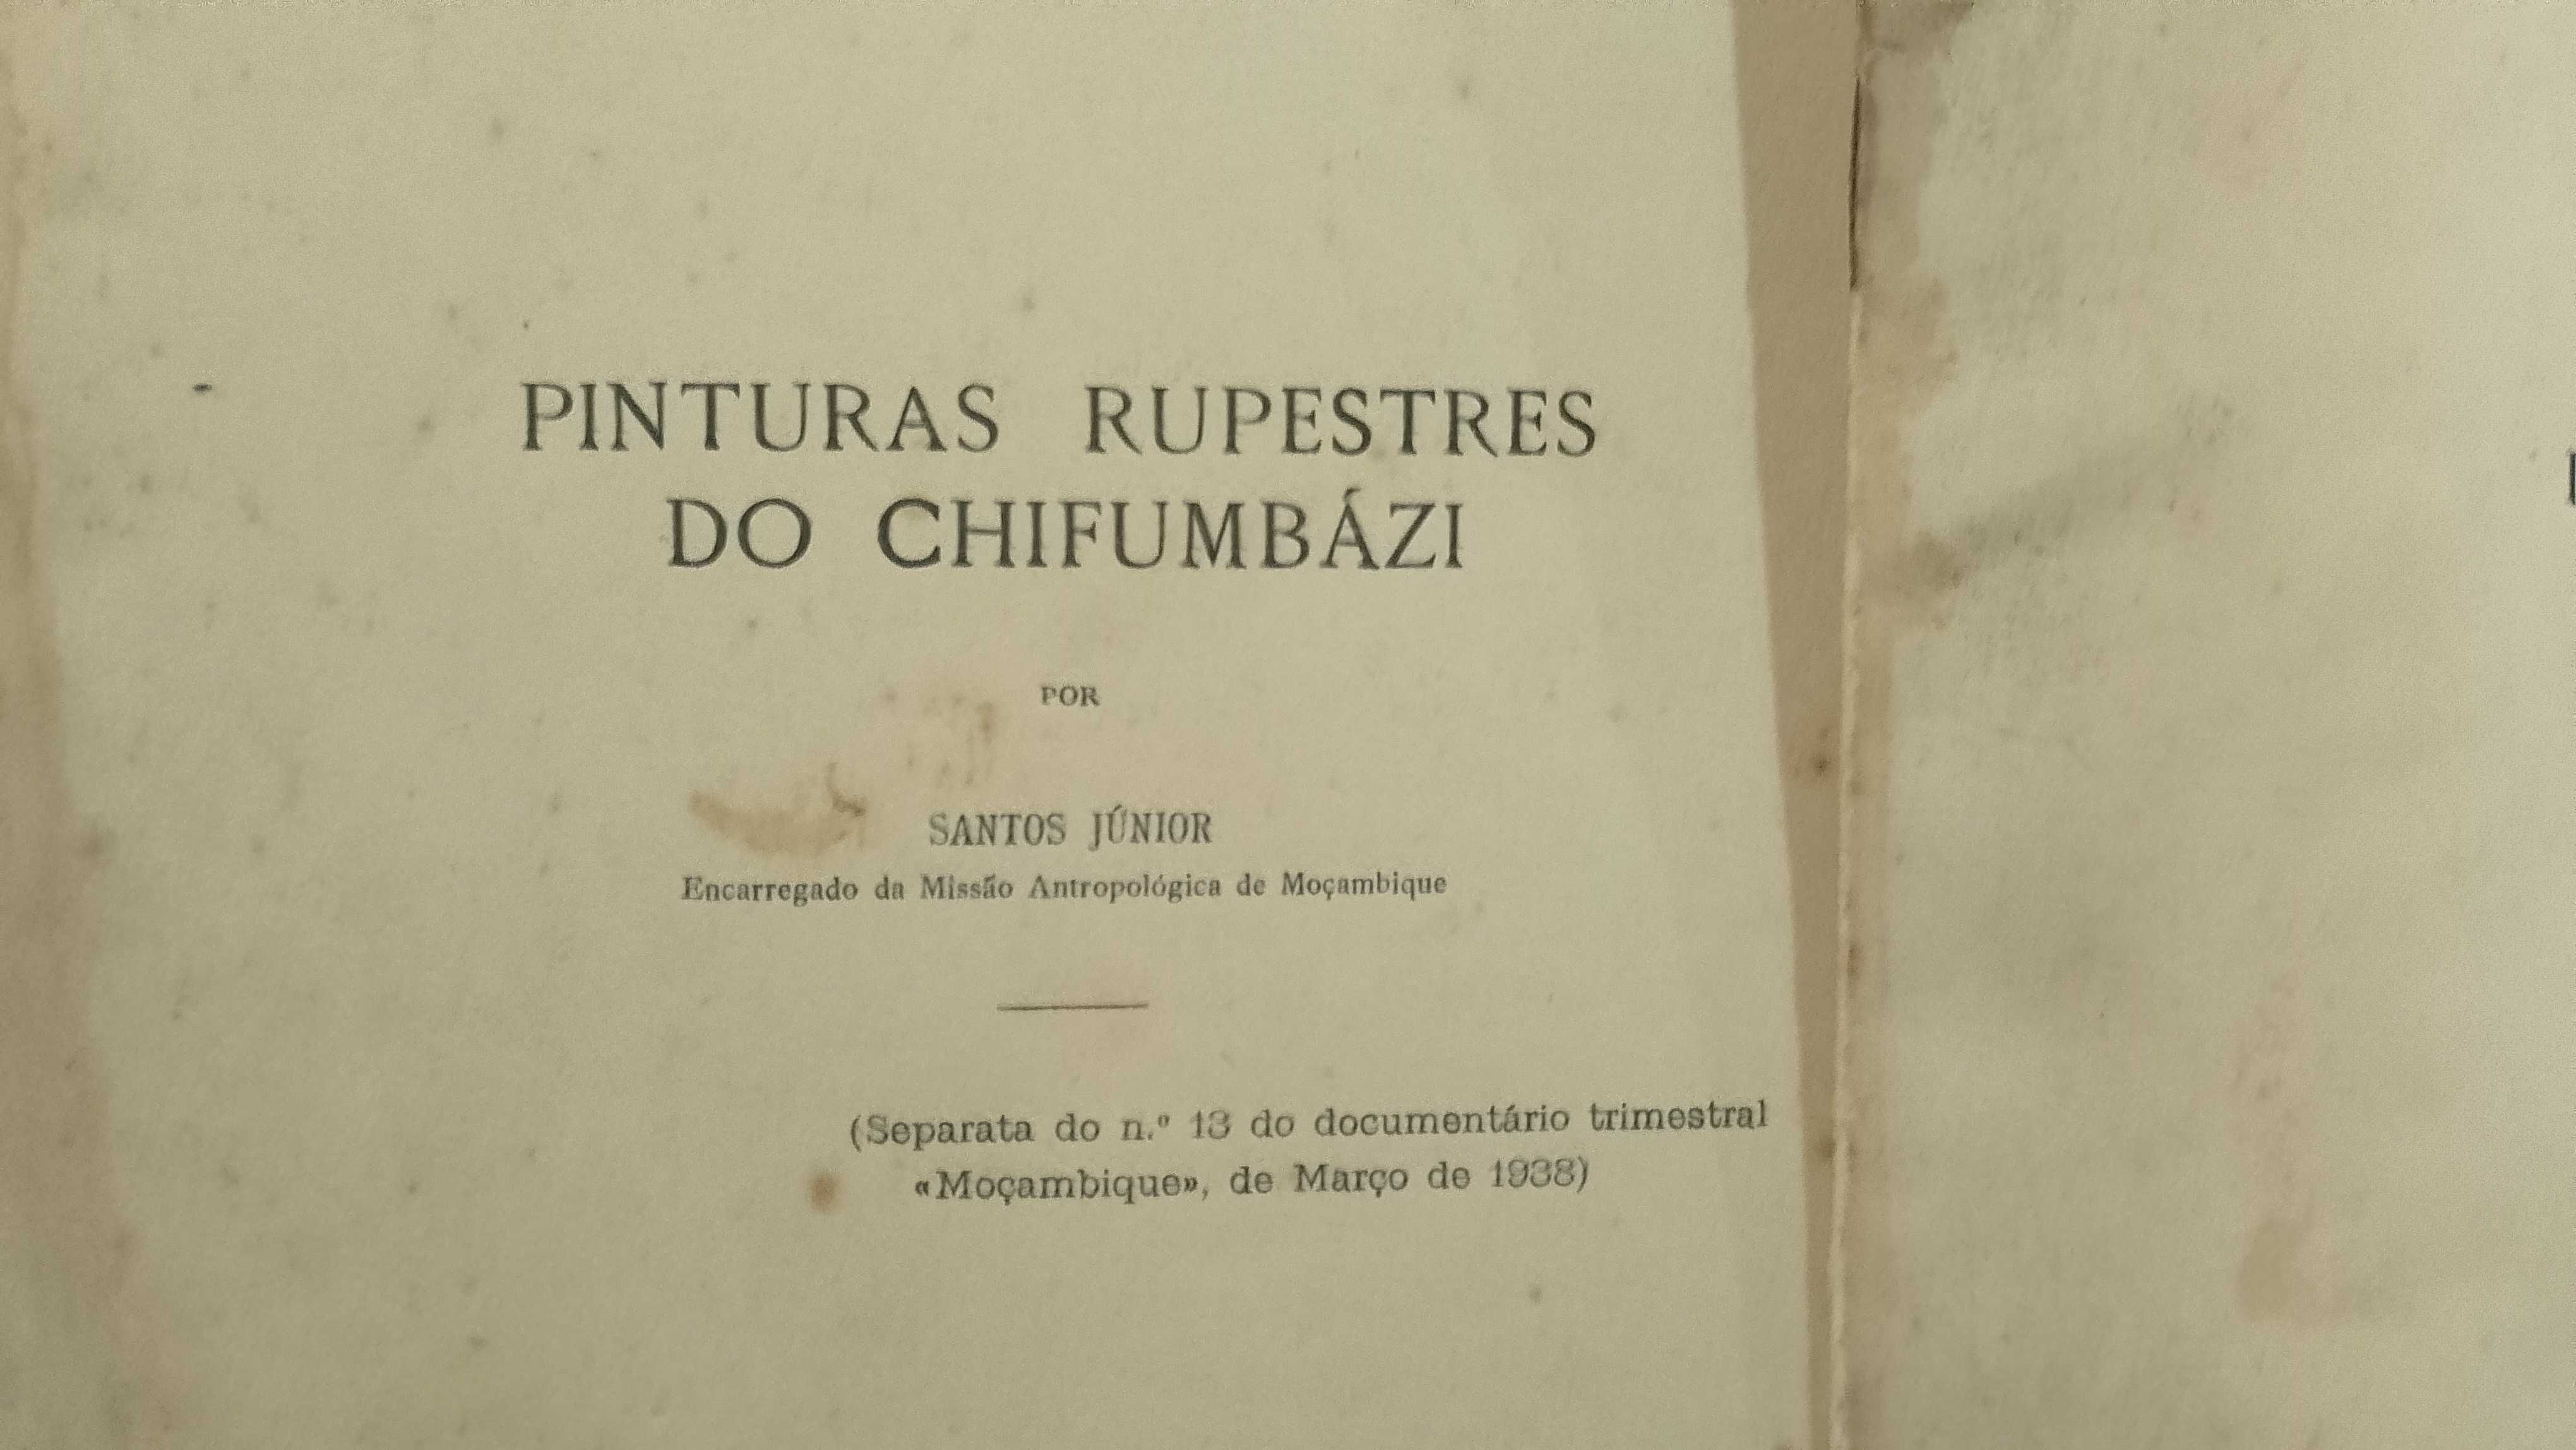 PINTURAS RUPESTRES
DO CHIFUMBÁZI
POR
SANTOS JÚNIOR
Encarregado da Missão Antropológica de Moçambique
(Separata do n.º 13 do documentário trimestral
«Moçambique», de Março de 1938)